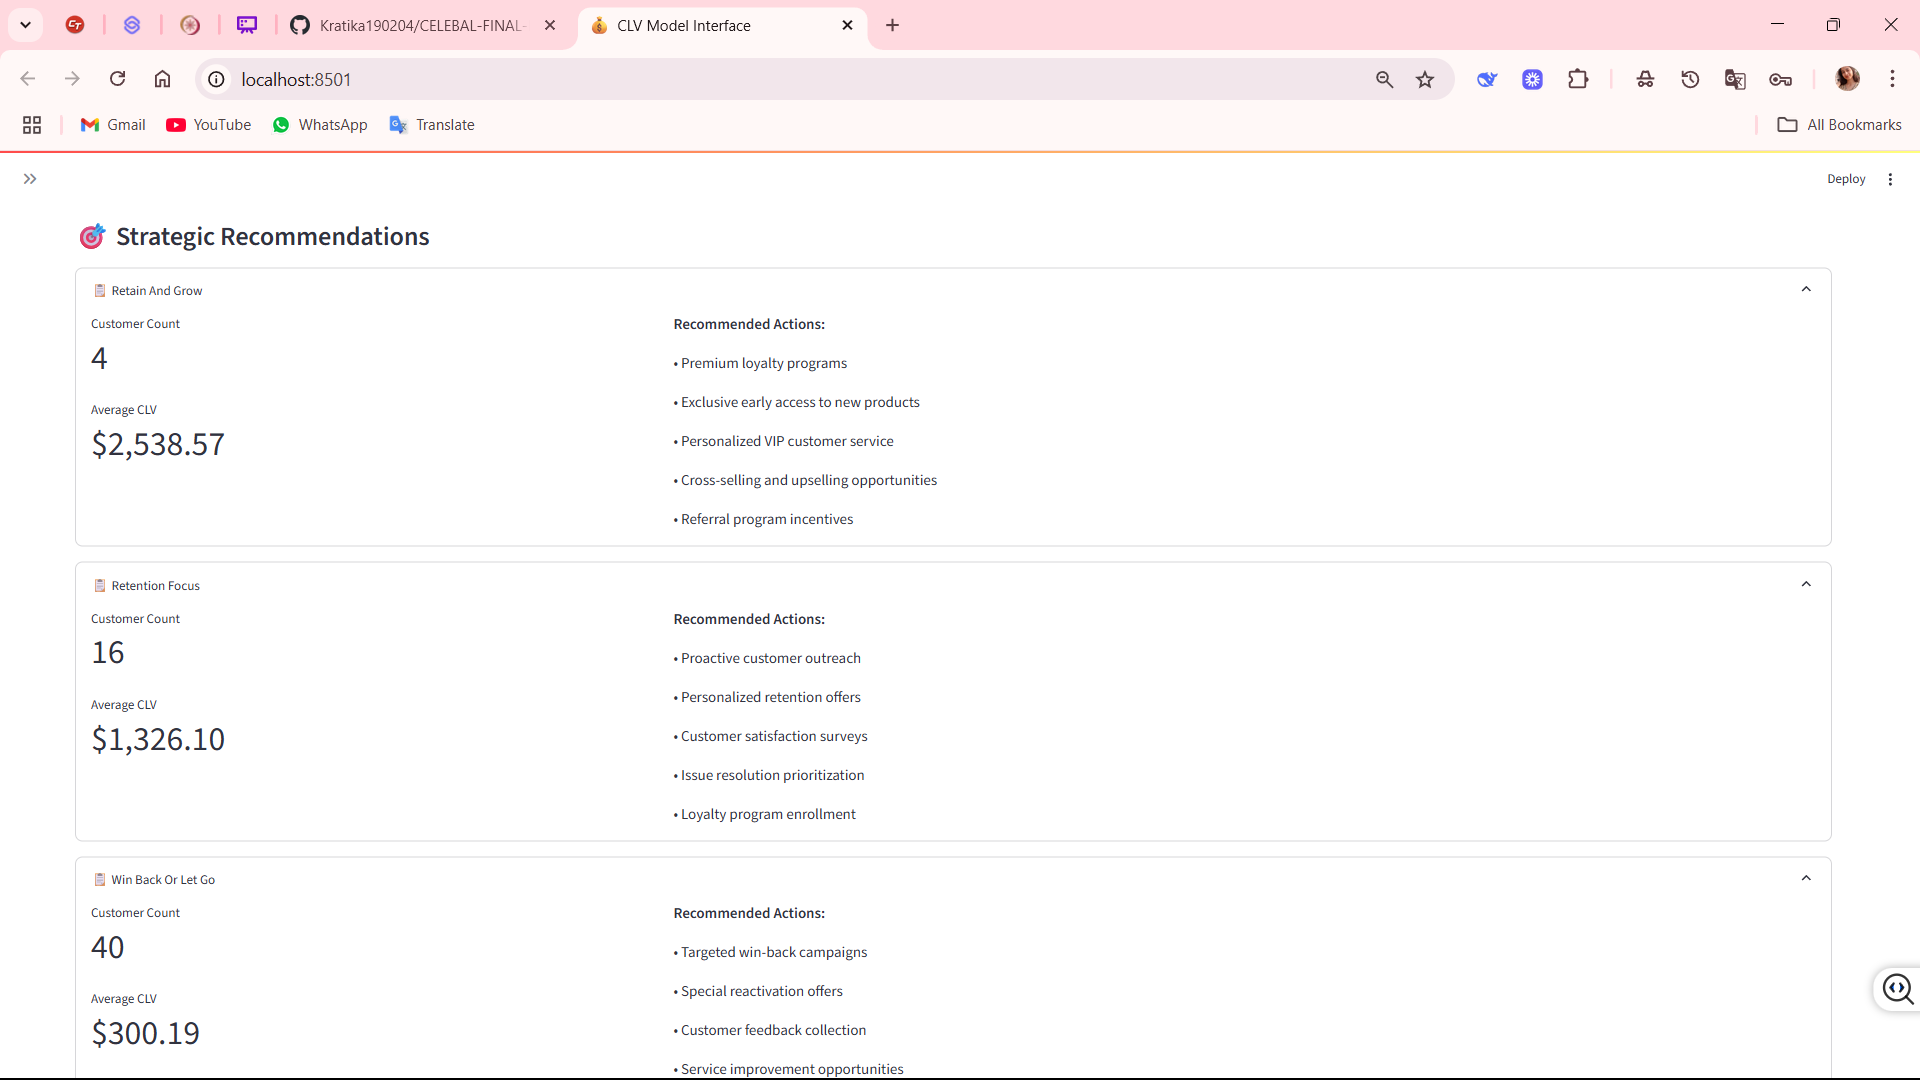 Kratika190204/CELEBAL-FINAL-
CLV Model Interface
localhost:8501
Gmail
YouTube
WhatsApp
Translate
All Bookmarks
Deploy
Strategic Recommendations
Retain And Grow
Customer Count
4
Average CLV
$2,538.57
Recommended Actions:
• Premium loyalty programs
• Exclusive early access to new products
• Personalized VIP customer service
• Cross-selling and upselling opportunities
• Referral program incentives
Retention Focus
Customer Count
16
Average CLV
$1,326.10
Recommended Actions:
• Proactive customer outreach
• Personalized retention offers
• Customer satisfaction surveys
• Issue resolution prioritization
• Loyalty program enrollment
Win Back Or Let Go
Customer Count
40
Average CLV
$300.19
Recommended Actions:
• Targeted win-back campaigns
• Special reactivation offers
• Customer feedback collection
• Service improvement opportunities